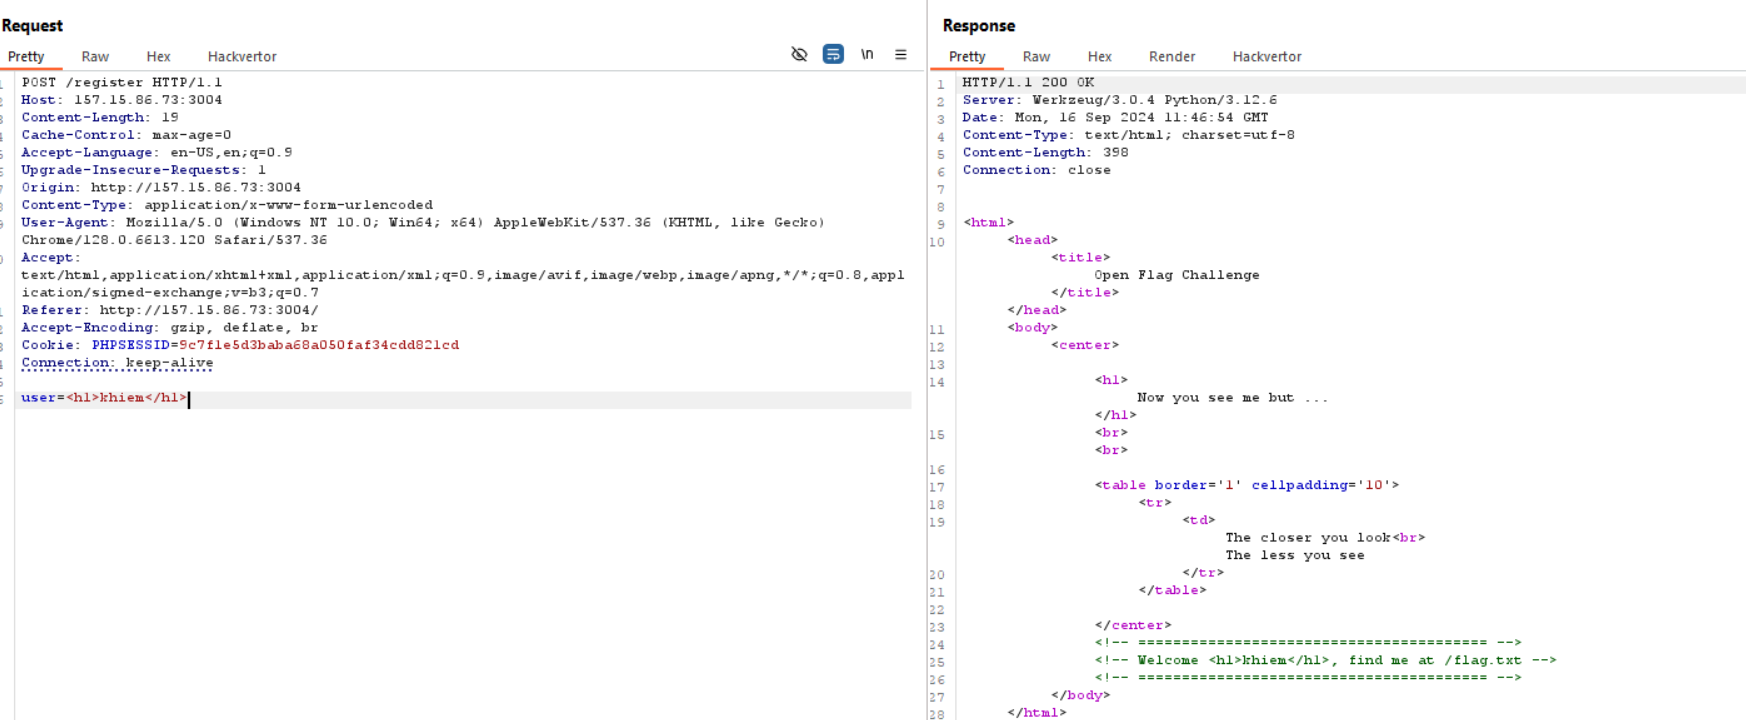 Request
Pretty Raw Hex Hackvertor \n
POST /register HTTP/1.1
Host: 157.15.86.73:3004
Content-Length: 19
Cache-Control: max-age=0
Accept-Language: en-US,en;q=0.9
Upgrade-Insecure-Requests: 1
Origin: http://157.15.86.73:3004
Content-Type: application/x-www-form-urlencoded
User-Agent: Mozilla/5.0 (Windows NT 10.0; Win64; x64) AppleWebKit/537.36 (KHTML, like Gecko)
Chrome/128.0.6613.120 Safari/537.36
Accept:
text/html,application/xhtml+xml,application/xml;q=0.9,image/avif,image/webp,image/apng,*/*;q=0.8,appl
ication/signed-exchange;v=b3;q=0.7
Referer: http://157.15.86.73:3004/
Accept-Encoding: gzip, deflate, br
Cookie: PHPSESSID=9c7f1e5d3baba68a050faf34cdd821cd
Connection: keep-alive
user=<h1>khiem</h1>
Response
Pretty Raw Hex Render Hackvertor
1 HTTP/1.1 200 OK
2 Server: Werkzeug/3.0.4 Python/3.12.6
3 Date: Mon, 16 Sep 2024 11:46:54 GMT
4 Content-Type: text/html; charset=utf-8
5 Content-Length: 398
6 Connection: close
7
8
9 <html>
10 <head>
<title>
Open Flag Challenge
</title>
</head>
11 <body>
12 <center>
13
14 <h1>
Now you see me but ...
</h1>
15 <br>
<br>
16
17 <table border='1' cellpadding='10'>
18 <tr>
19 <td>
The closer you look<br>
The less you see
20 </tr>
21 </table>
22
23 </center>
24 <!-- ======================================== -->
25 <!-- Welcome <h1>khiem</h1>, find me at /flag.txt -->
26 <!-- ======================================== -->
27 </body>
28 </html>